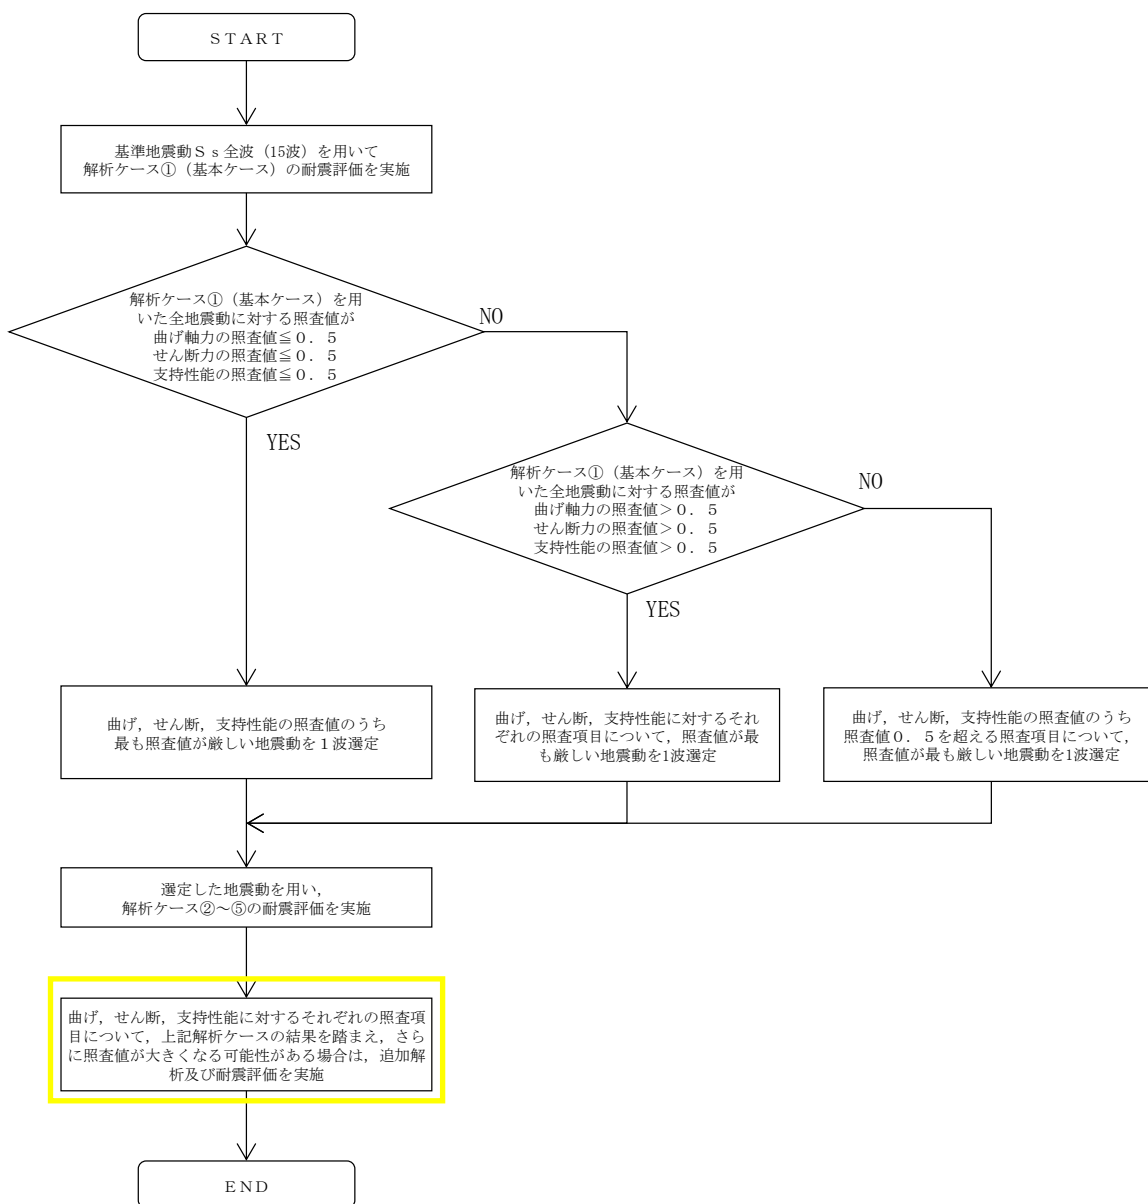 ＳＴＡＲＴ
基準地震動Ｓｓ全波（15波）を用いて
解析ケース①（基本ケース）の耐震評価を実施
解析ケース①（基本ケース）を用
いた全地震動に対する照査値が
曲げ軸力の照査値≦０．５
せん断力の照査値≦０．５
支持性能の照査値≦０．５
NO
YES
解析ケース①（基本ケース）を用
いた全地震動に対する照査値が
曲げ軸力の照査値＞０．５
せん断力の照査値＞０．５
支持性能の照査値＞０．５
NO
YES
曲げ，せん断，支持性能の照査値のうち
最も照査値が厳しい地震動を１波選定
曲げ，せん断，支持性能に対するそれ
ぞれの照査項目について，照査値が最
も厳しい地震動を1波選定
曲げ，せん断，支持性能の照査値のうち
照査値０．５を超える照査項目について，
照査値が最も厳しい地震動を1波選定
選定した地震動を用い，
解析ケース②～⑤の耐震評価を実施
曲げ，せん断，支持性能に対するそれぞれの照査項
目について，上記解析ケースの結果を踏まえ，さら
に照査値が大きくなる可能性がある場合は，追加解
析及び耐震評価を実施
ＥＮＤ